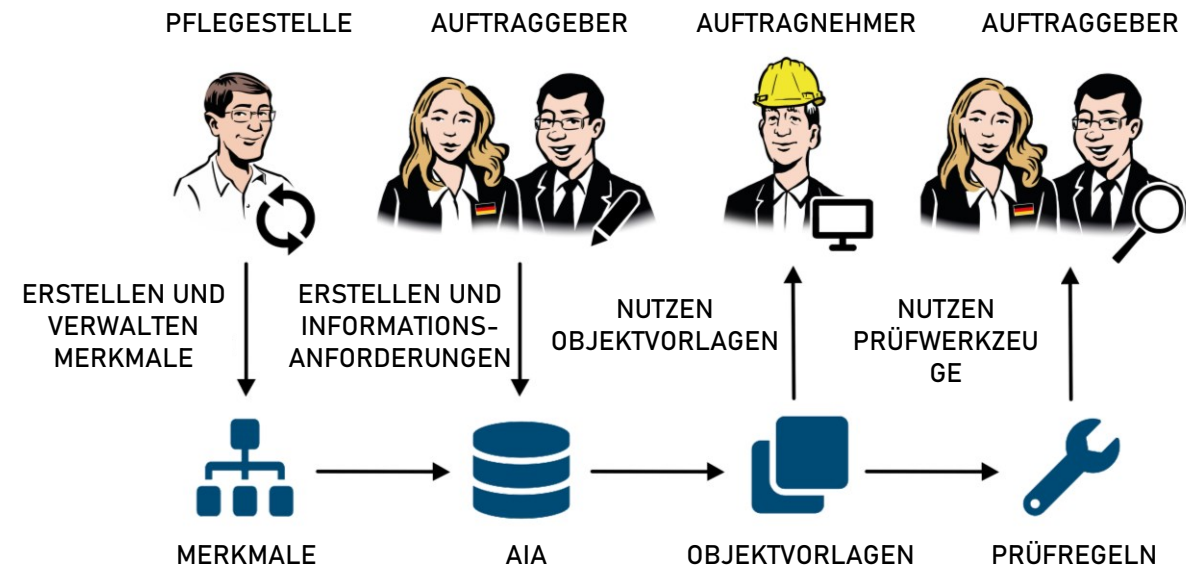 PFLEGESTELLE
AUFTRAGGEBER
AUFTRAGNEHMER
AUFTRAGGEBER
ERSTELLEN UND
VERWALTEN
MERKMALE
ERSTELLEN UND
INFORMATIONS-
ANFORDERUNGEN
NUTZEN
OBJEKTVORLAGEN
NUTZEN
PRÜFWERKZEU
GE
MERKMALE
AIA
OBJEKTVORLAGEN
PRÜFREGELN